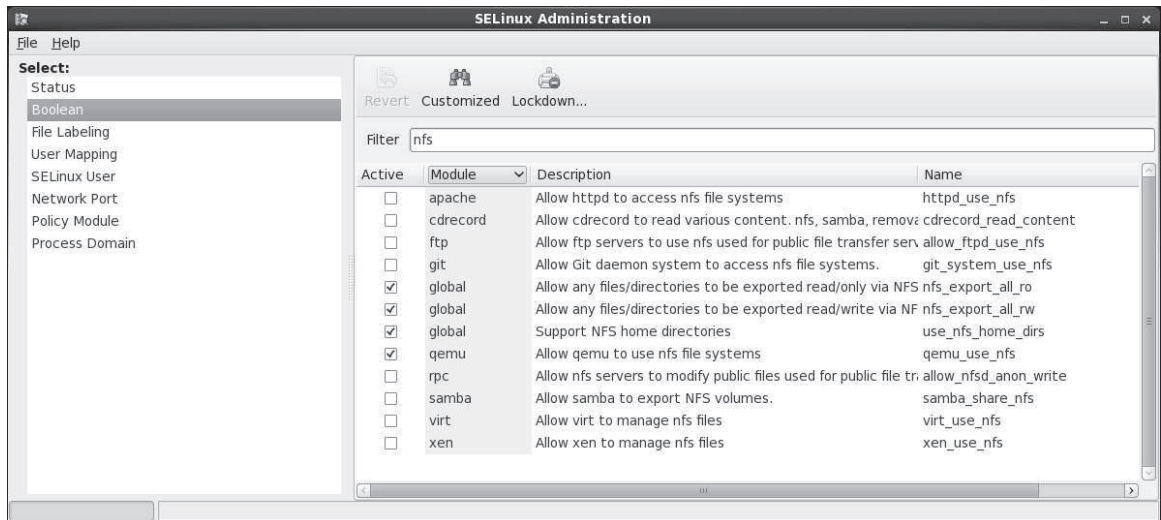 SELinux Administration
File Help
Select:
Status
Boolean
File Labeling
User Mapping
SELinux User
Network Port
Policy Module
Process Domain
Revert Customized Lockdown...
Filter nfs
Active Module Description Name
apache Allow httpd to access nfs file systems httpd_use_nfs
cdrecord Allow cdrecord to read various content. nfs, samba, remova cdrecord_read_content
ftp Allow ftp servers to use nfs used for public file transfer serv allow_ftpd_use_nfs
git Allow Git daemon system to access nfs file systems. git_system_use_nfs
global Allow any files/directories to be exported read/only via NFS nfs_export_all_ro
global Allow any files/directories to be exported read/write via NF nfs_export_all_rw
global Support NFS home directories use_nfs_home_dirs
qemu Allow qemu to use nfs file systems qemu_use_nfs
rpc Allow nfs servers to modify public files used for public file tra allow_nfsd_anon_write
samba Allow samba to export NFS volumes. samba_share_nfs
virt Allow virt to manage nfs files virt_use_nfs
xen Allow xen to manage nfs files xen_use_nfs